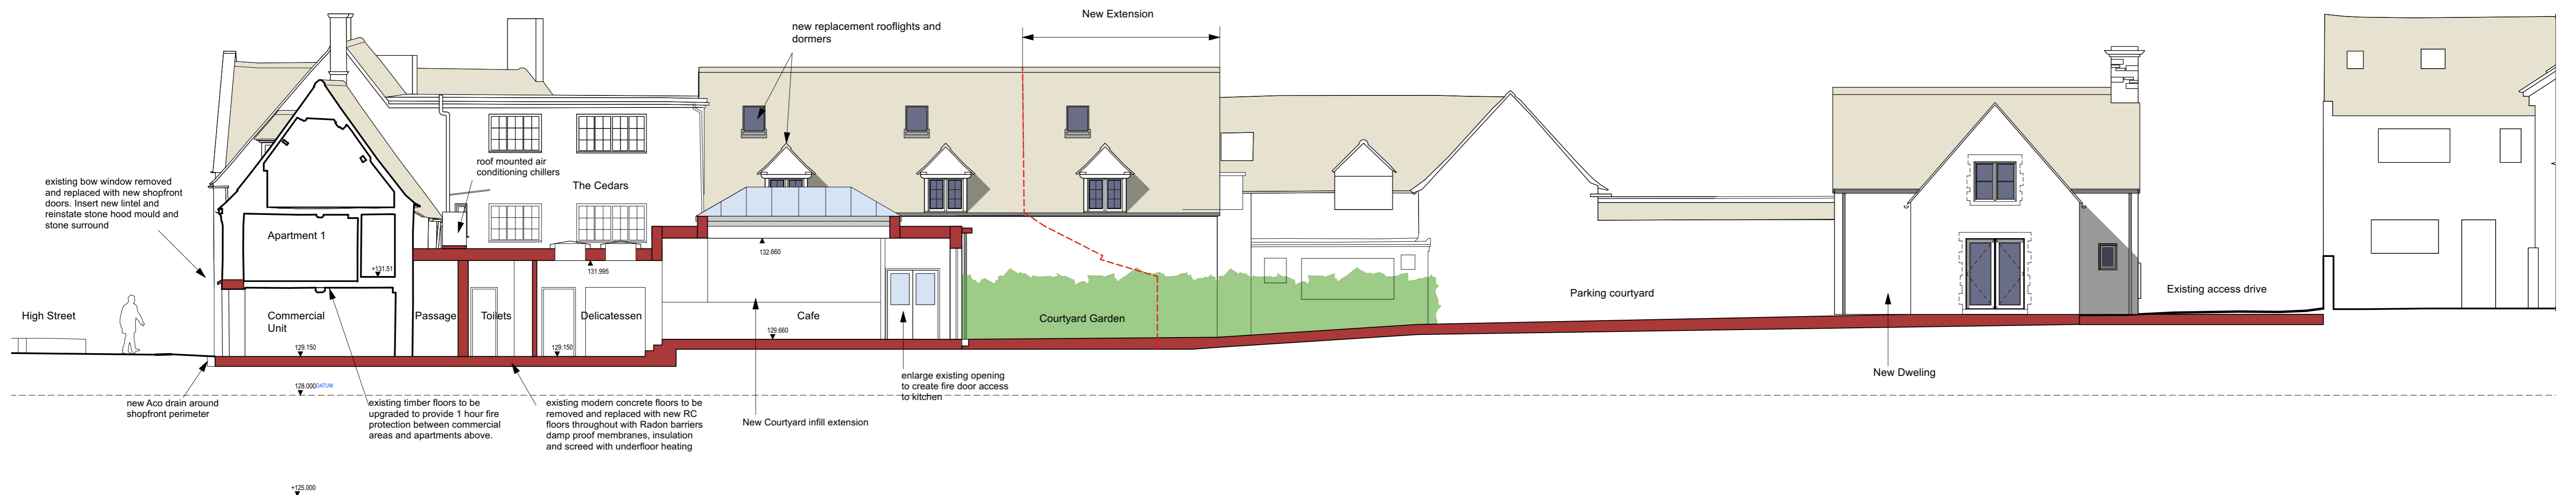 New Extension
new replacement rooflights and
dormers
roof mounted air
conditioning chillers
The Cedars
existing bow window removed
and replaced with new shopfront
doors. Insert new lintel and
reinstate stone hood mould and
stone surround
Apartment 1
+131.51
131.995
132.660
High Street
Commercial
Unit
Passage
Toilets
Delicatessen
Cafe
Courtyard Garden
Parking courtyard
Existing access drive
129.150
129.150
129.660
128.000DATUM
new Aco drain around
shopfront perimeter
existing timber floors to be
upgraded to provide 1 hour fire
protection between commercial
areas and apartments above.
existing modern concrete floors to be
removed and replaced with new RC
floors throughout with Radon barriers
damp proof membranes, insulation
and screed with underfloor heating
New Courtyard infill extension
enlarge existing opening
to create fire door access
to kitchen
New Dweling
+125.000